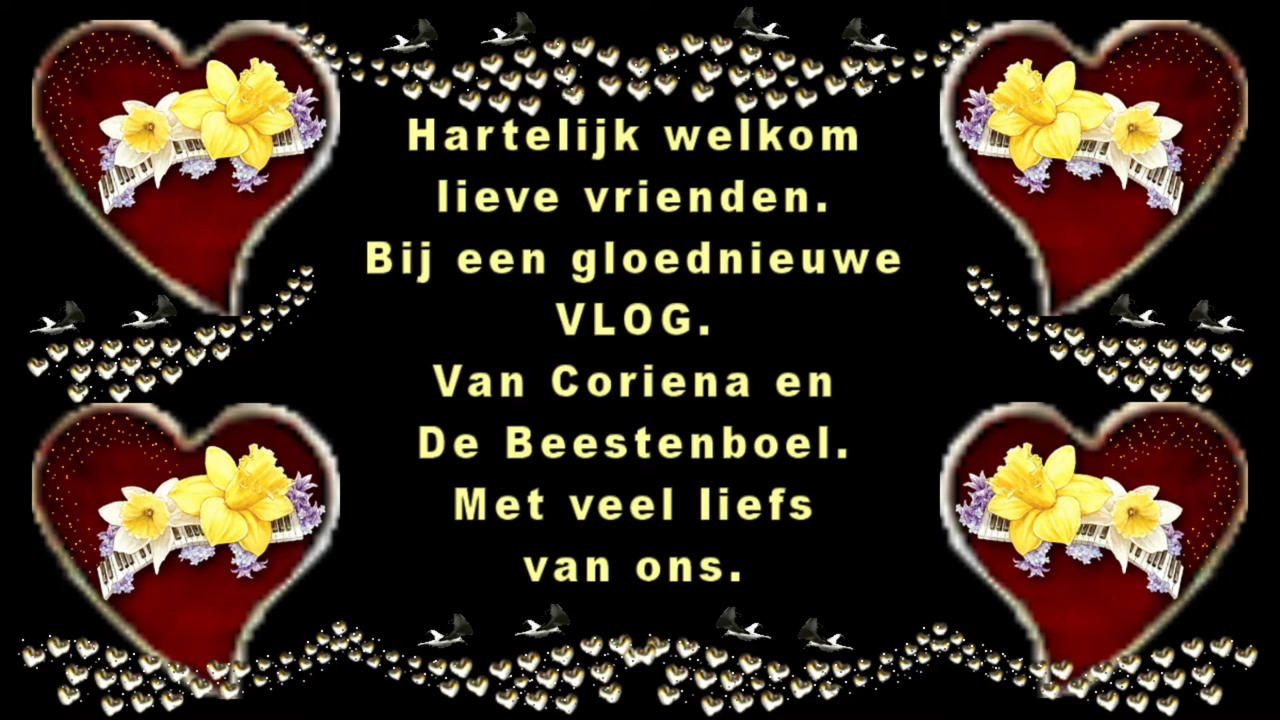 Hartelijk welkom
lieve vrienden.
Bij een gloednieuwe
VLOG.
Van Coriena en
De Beestenboel.
Met veel liefs
van ons.